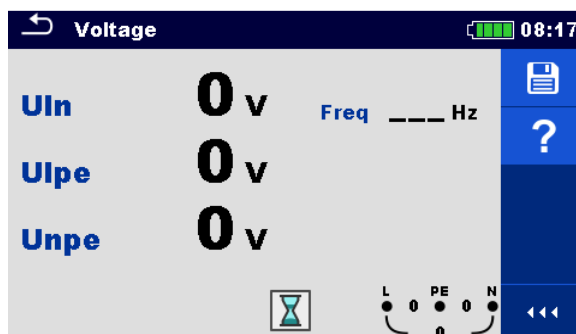 Voltage 08:17
Uln 0 V Freq ___ Hz
Ulpe 0 V
Unpe 0 V
?
L PE N
0 0
0